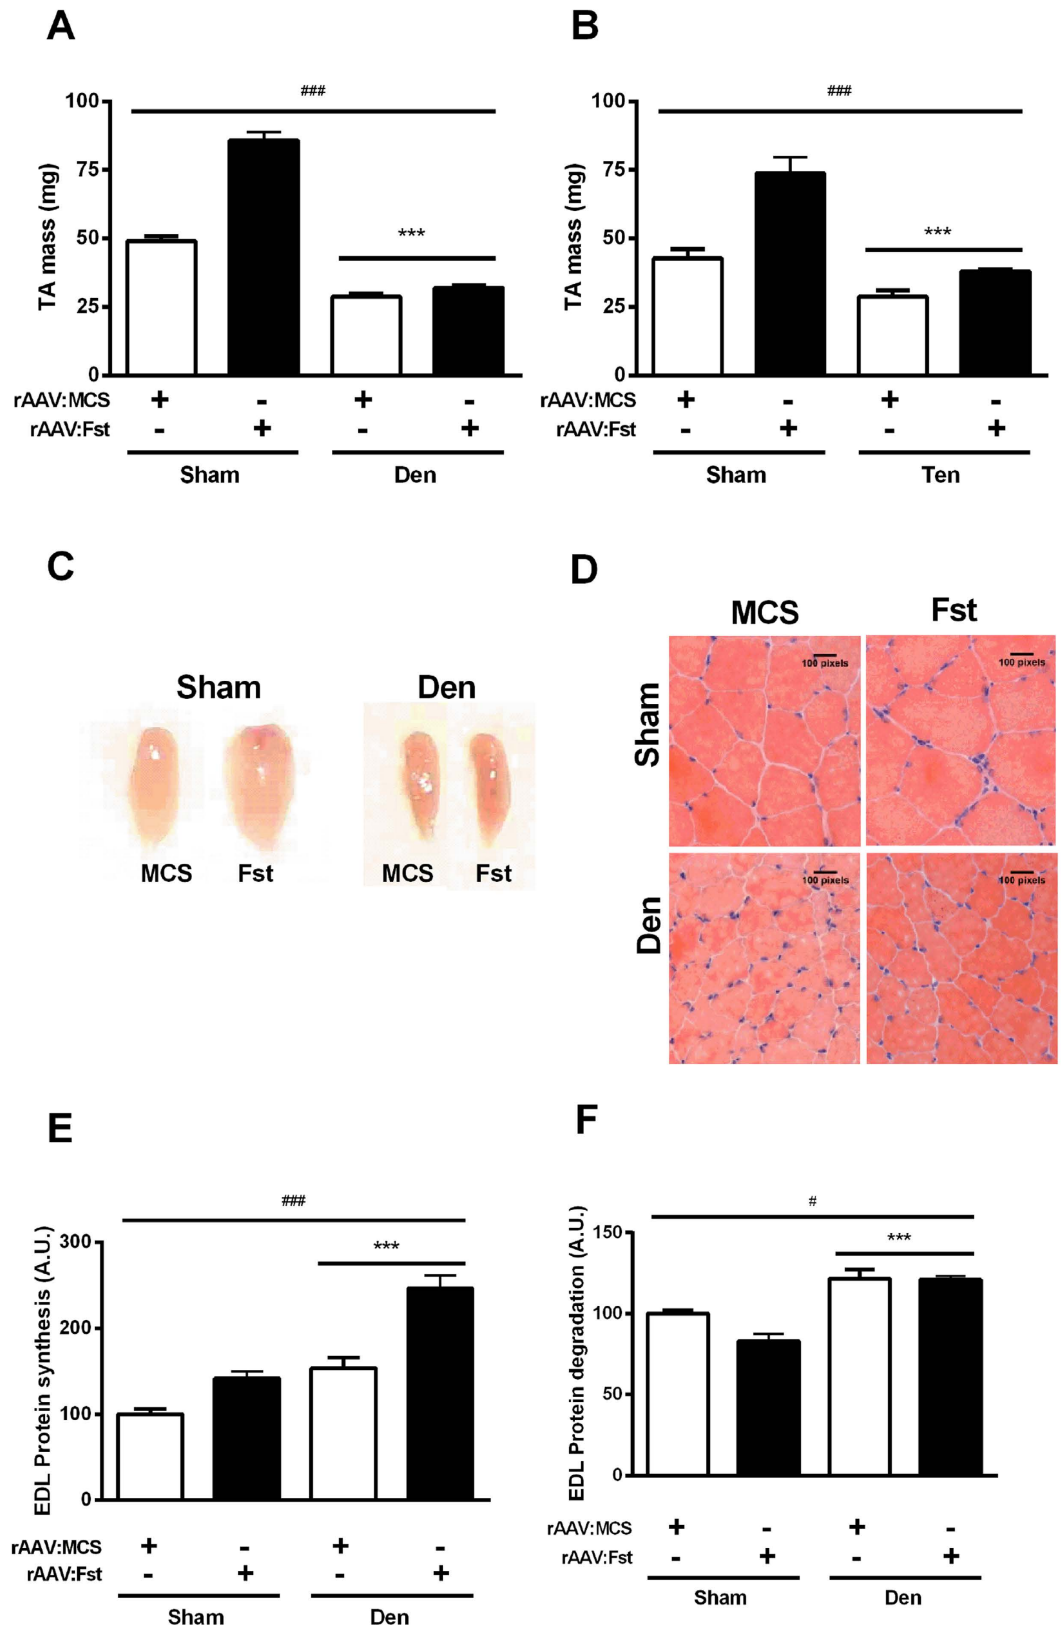 A
###
100
75
50
25
0
TA mass (mg)
***
rAAV:MCS + - + -
rAAV:Fst - + - +
Sham Den
B
###
100
75
50
25
0
TA mass (mg)
***
rAAV:MCS + - + -
rAAV:Fst - + - +
Sham Ten
C
Sham Den
MCS Fst MCS Fst
D
MCS Fst
Sham
100 pixels 100 pixels
Den
100 pixels 100 pixels
E
###
300
200
100
0
EDL Protein synthesis (A.U.)
***
rAAV:MCS + - + -
rAAV:Fst - + - +
Sham Den
F
#
150
100
50
0
EDL Protein degradation (A.U.)
***
rAAV:MCS + - + -
rAAV:Fst - + - +
Sham Den